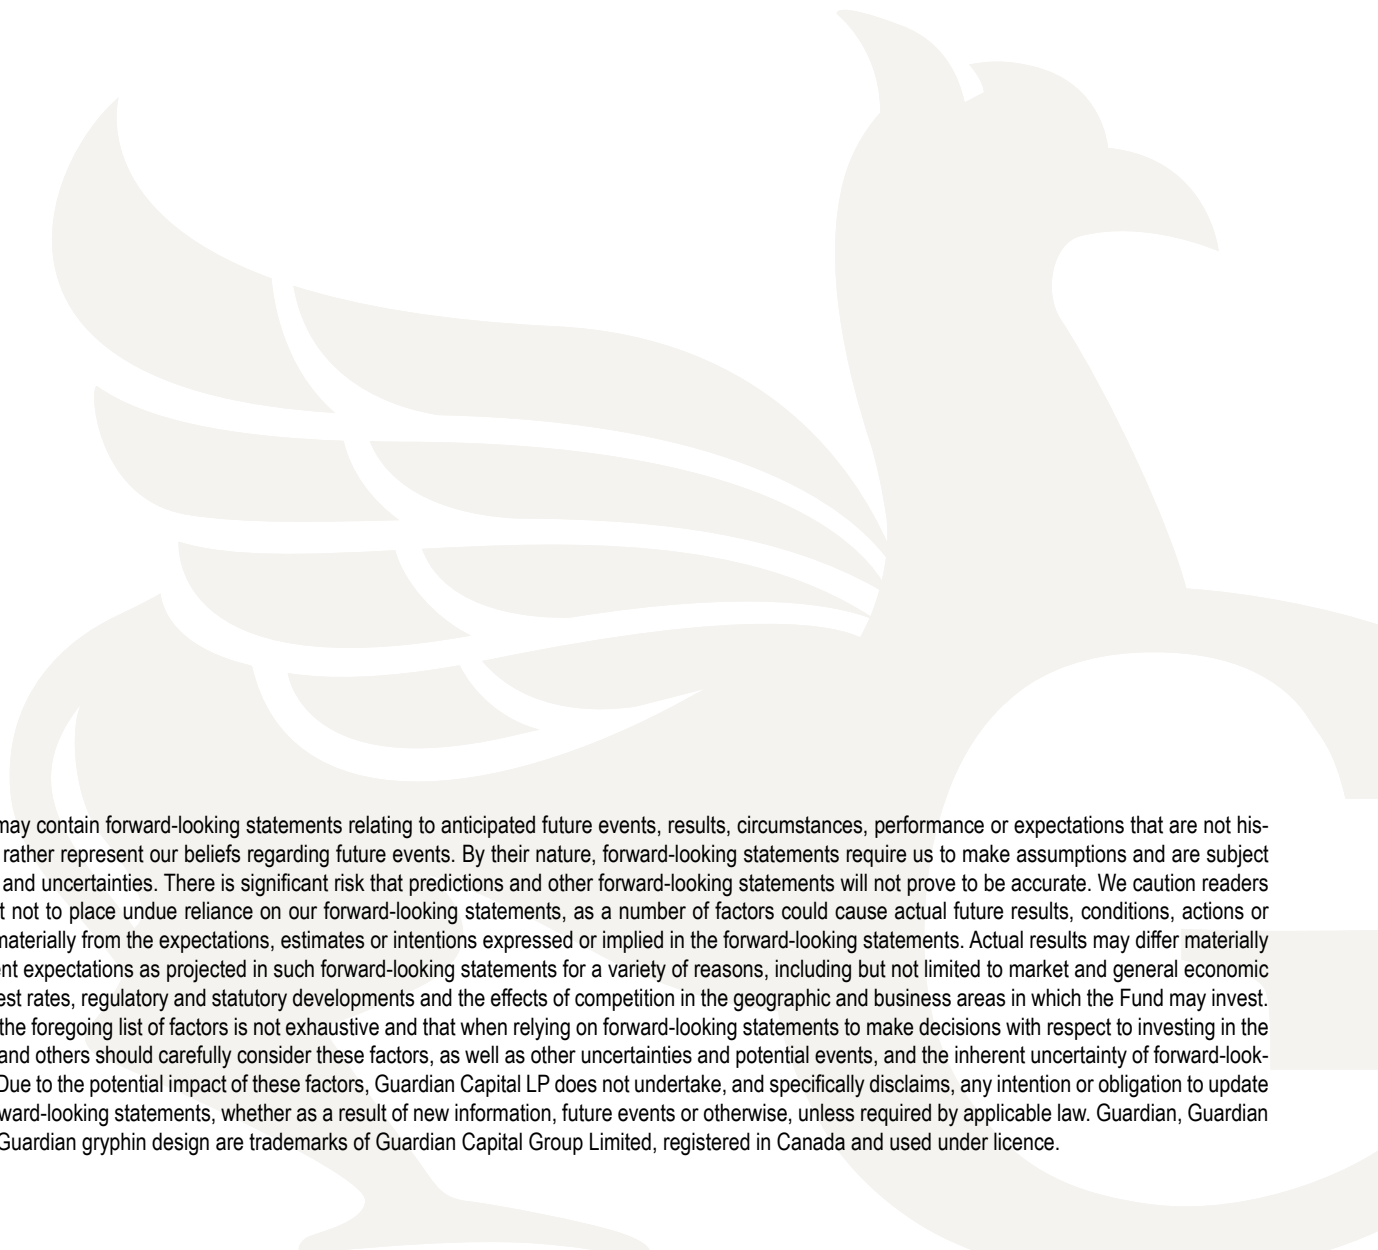 may contain forward-looking statements relating to anticipated future events, results, circumstances, performance or expectations that are not his-
rather represent our beliefs regarding future events. By their nature, forward-looking statements require us to make assumptions and are subject
and uncertainties. There is significant risk that predictions and other forward-looking statements will not prove to be accurate. We caution readers
not to place undue reliance on our forward-looking statements, as a number of factors could cause actual future results, conditions, actions or
materially from the expectations, estimates or intentions expressed or implied in the forward-looking statements. Actual results may differ materially
expectations as projected in such forward-looking statements for a variety of reasons, including but not limited to market and general economic
rates, regulatory and statutory developments and the effects of competition in the geographic and business areas in which the Fund may invest.
the foregoing list of factors is not exhaustive and that when relying on forward-looking statements to make decisions with respect to investing in the
and others should carefully consider these factors, as well as other uncertainties and potential events, and the inherent uncertainty of forward-look-
Due to the potential impact of these factors, Guardian Capital LP does not undertake, and specifically disclaims, any intention or obligation to update
ward-looking statements, whether as a result of new information, future events or otherwise, unless required by applicable law. Guardian, Guardian
Guardian gryphin design are trademarks of Guardian Capital Group Limited, registered in Canada and used under licence.